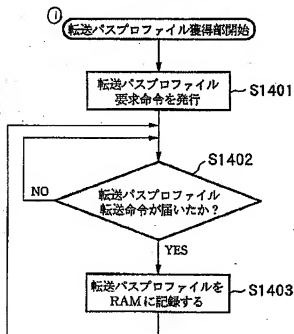 ①
転送パスプロファイル獲得部開始
転送パスプロファイル
要求命令を発行
S1401
S1402
転送パスプロファイル
転送命令が届いたか？
NO
YES
転送パスプロファイルを
RAMに記録する
S1403